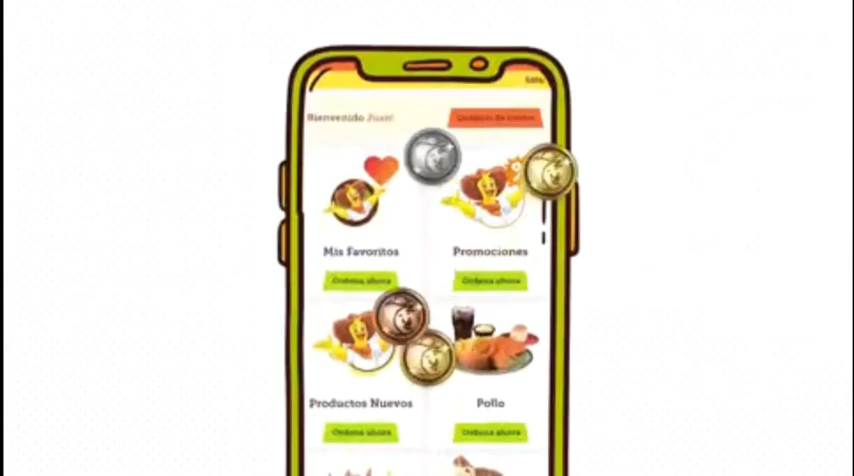 Bienvenido Juan!
Mis Favoritos
Promociones
Ordena ahora
Ordena ahora
Productos Nuevos
Pollo
Ordena ahora
Ordena ahora